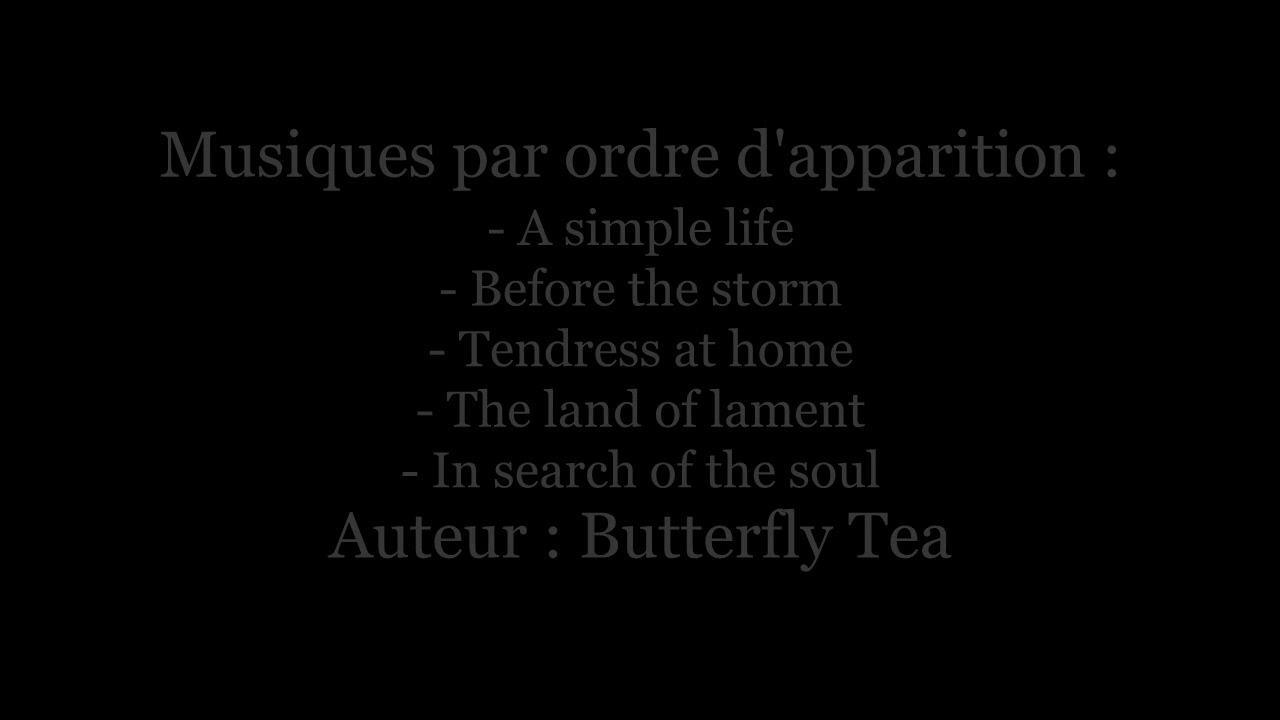 Musiques par ordre d'apparition :
- A simple life
- Before the storm
- Tendress at home
- The land of lament
- In search of the soul
Auteur : Butterfly Tea